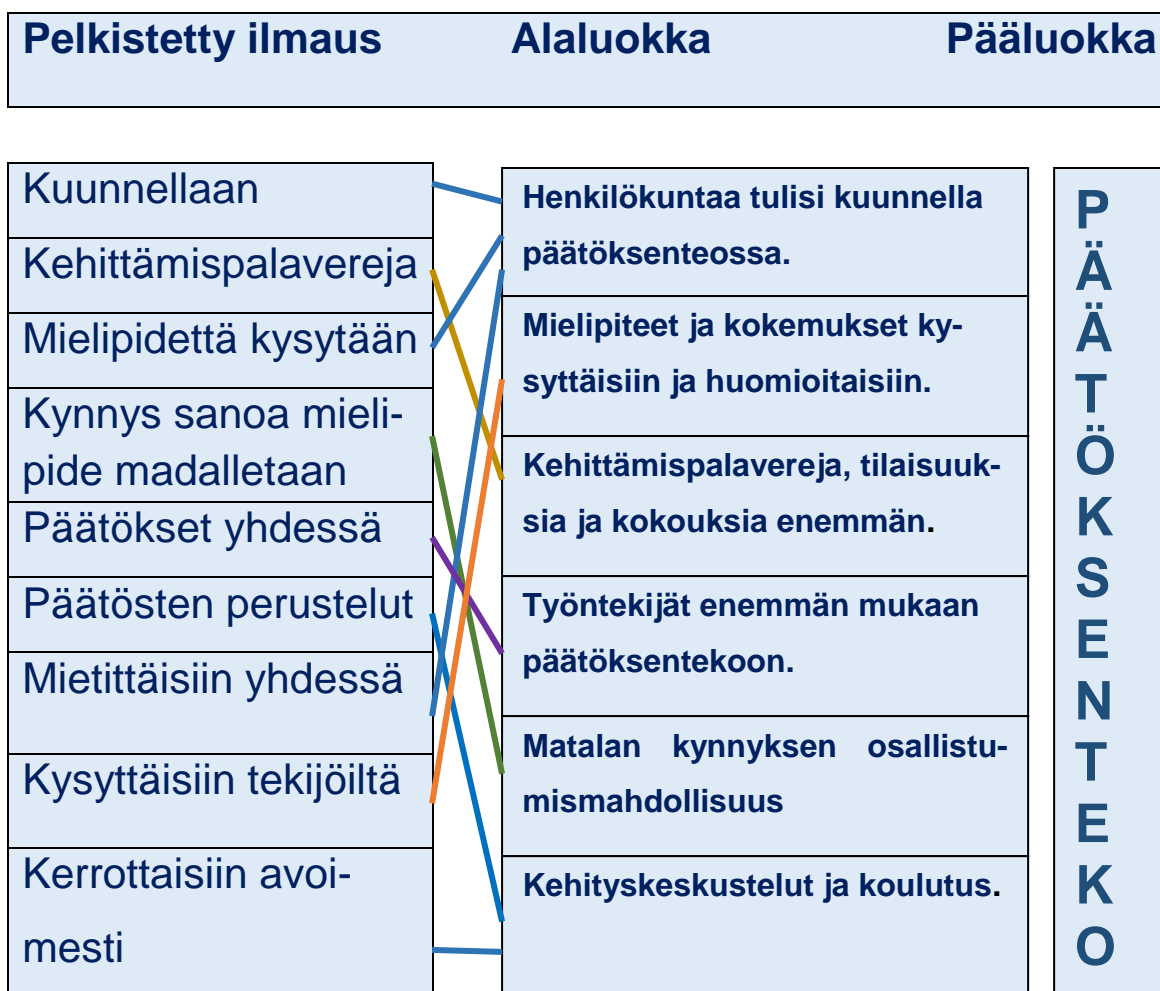 Pelkistetty ilmaus Alaluokka Pääluokka
Kuunnellaan
Kehittämispalavereja
Mielipidettä kysytään
Kynnys sanoa mieli-
pide madalletaan
Päätökset yhdessä
Päätösten perustelut
Mietittäisiin yhdessä
Kysyttäisiin tekijöiltä
Kerrottaisiin avoi-
mesti
Henkilökuntaa tulisi kuunnella
päätöksenteossa.
Mielipiteet ja kokemukset ky-
syttäisiin ja huomioitaisiin.
Kehittämispalavereja, tilaisuuk-
sia ja kokouksia enemmän.
Työntekijät enemmän mukaan
päätöksentekoon.
Matalan kynnyksen osallistu-
mismahdollisuus
Kehityskeskustelut ja koulutus.
P
Ä
Ä
T
Ö
K
S
E
N
T
E
K
O